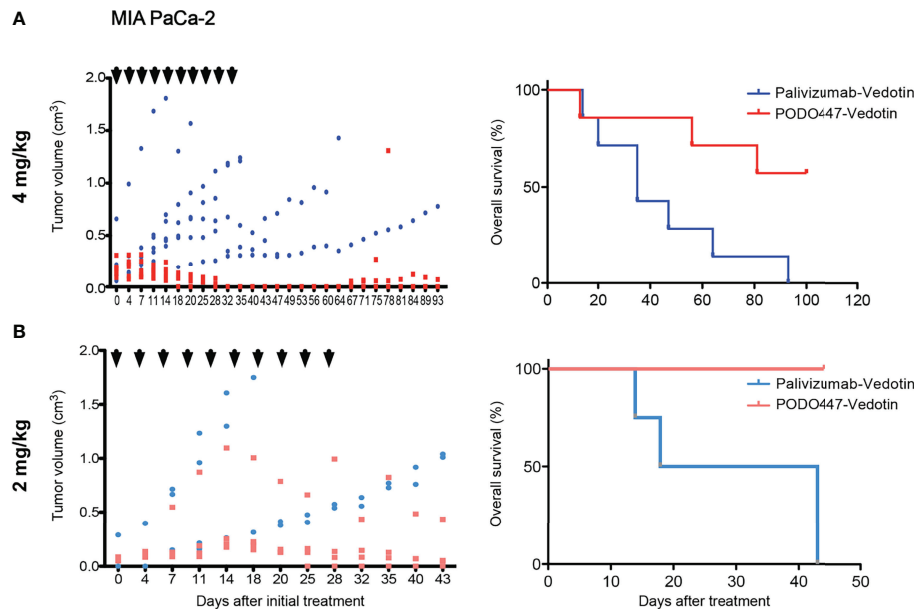 A
MIA PaCa-2
4 mg/kg
Tumor volume (cm³)
2.0
1.5
1.0
0.5
0.0
0 4 7 11 14 18 20 25 28 32 35 40 43 47 49 53 56 60 64 67 71 75 78 81 84 89 93
Overall survival (%)
100
50
0
0 20 40 60 80 100 120
Palivizumab-Vedotin
PODO447-Vedotin
B
2 mg/kg
Tumor volume (cm³)
2.0
1.5
1.0
0.5
0.0
0 4 7 11 14 18 20 25 28 32 35 40 43
Days after initial treatment
Overall survival (%)
100
50
0
0 10 20 30 40 50
Days after treatment
Palivizumab-Vedotin
PODO447-Vedotin